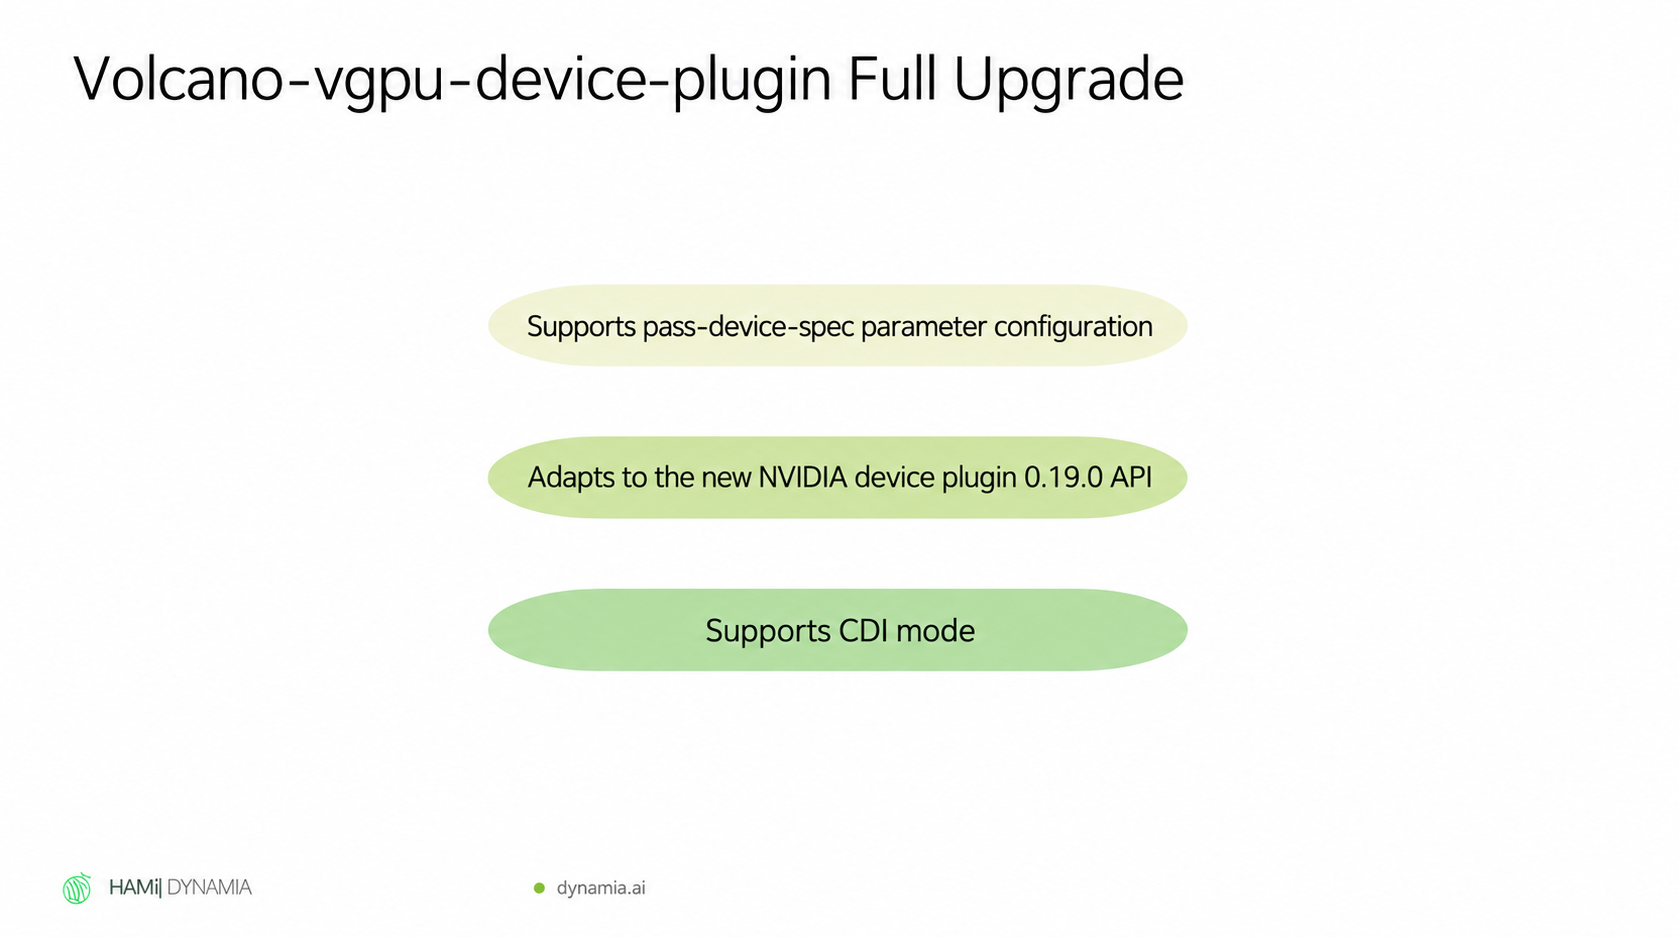 Volcano-vgpu-device-plugin Full Upgrade
Supports pass-device-spec parameter configuration
Adapts to the new NVIDIA device plugin 0.19.0 API
Supports CDI mode
HAMi| DYNAMIA
dynamia.ai